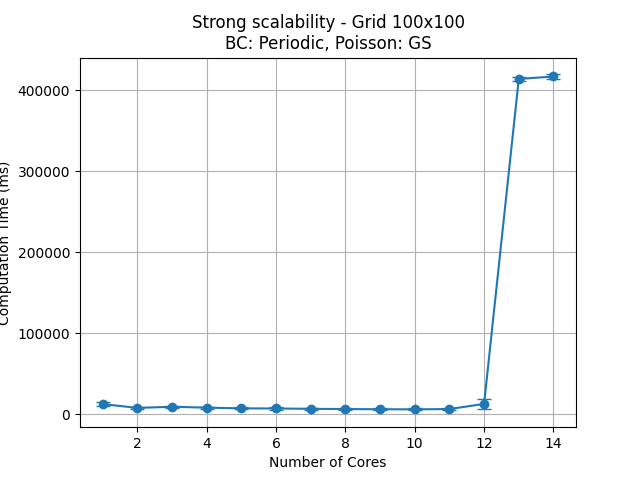 Strong scalability - Grid 100x100
BC: Periodic, Poisson: GS
Computation Time (ms)
400000
300000
200000
100000
0
2 4 6 8 10 12 14
Number of Cores